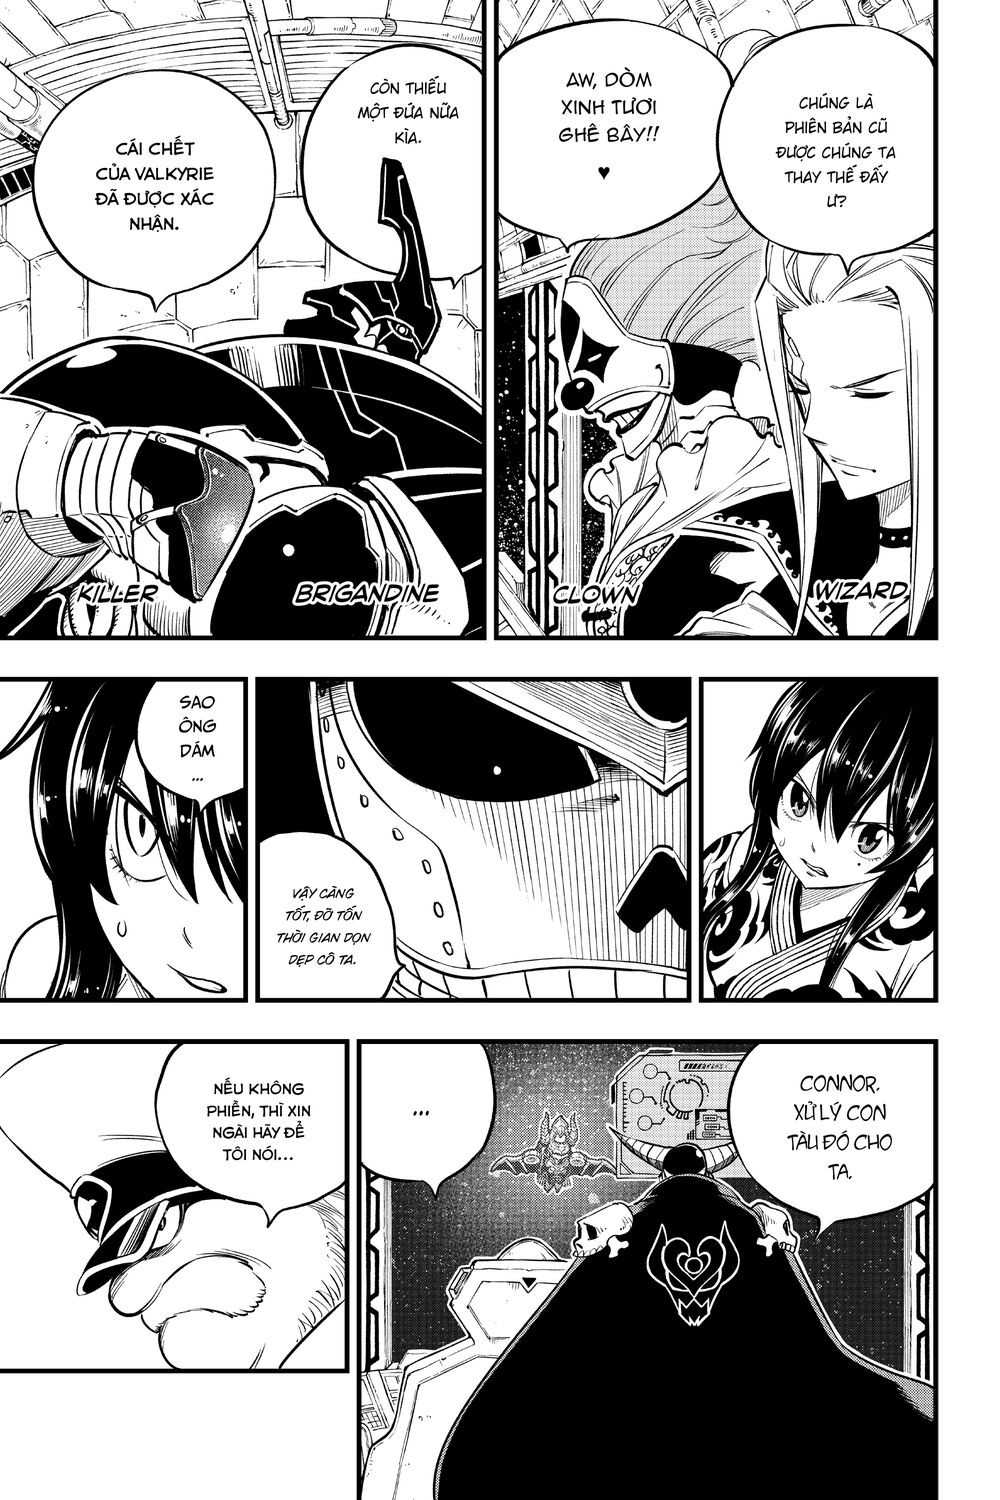 CHÚNG LÀ
PHIÊN BẢN CŨ
ĐƯỢC CHÚNG TA
THAY THẾ ĐẤY
Ư?
AW, DÒM
XINH TƯƠI
GHÊ BÂY!!
♥
WIZARD
CLOWN
CÒN THIẾU
MỘT ĐỨA NỮA
KÌA.
CÁI CHẾT
CỦA VALKYRIE
ĐÃ ĐƯỢC XÁC
NHẬN.
BRIGANDINE
KILLER
VẬY CÀNG
TỐT, ĐỠ TỐN
THỜI GIAN DỌN
DẸP CÔ TA.
SAO
ÔNG
DÁM
...
CONNOR,
XỬ LÝ CON
TÀU ĐÓ CHO
TA.
...
NẾU KHÔNG
PHIỀN, THÌ XIN
NGÀI HÃY ĐỂ
TÔI NÓI...